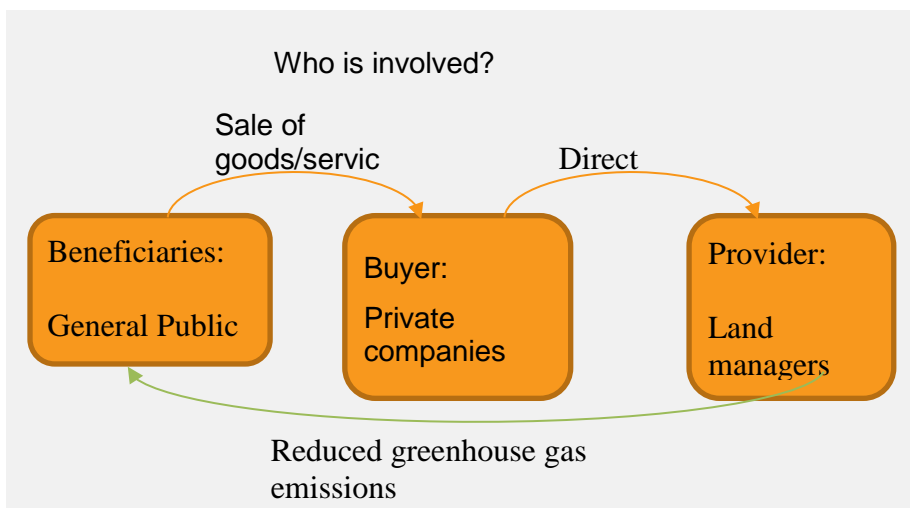 Who is involved?
Sale of
goods/servic
Direct
Beneficiaries:
General Public
Buyer:
Private
companies
Provider:
Land
managers
Reduced greenhouse gas
emissions